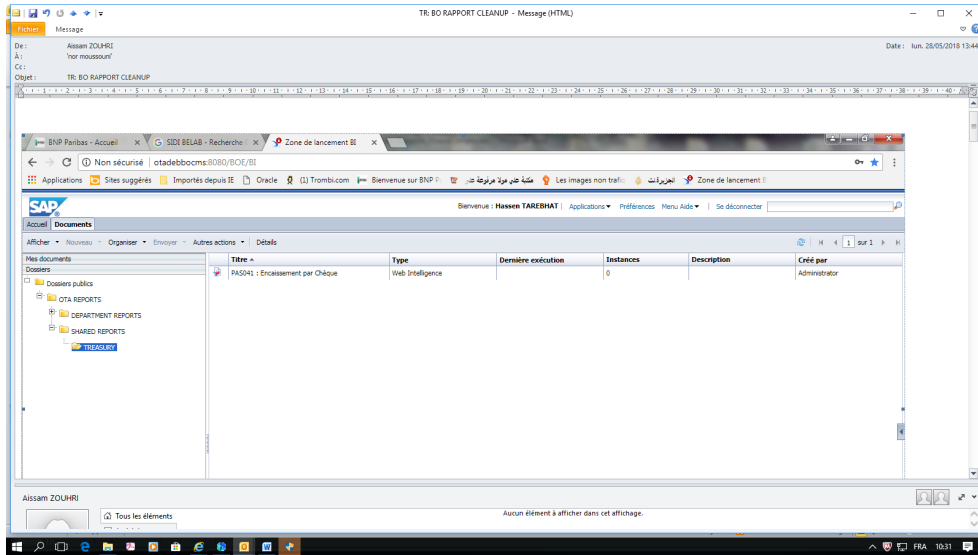 TR: BO RAPPORT CLEANUP - Message (HTML)
Fichier Message
De : Aissam ZOUHRI
Date : lun. 28/05/2018 13:44
À : 'nor moussouni'
Cc :
Objet : TR: BO RAPPORT CLEANUP
BNP Paribas - Accueil
SIDI BELAB - Recherche
Zone de lancement BI
Non sécurisé | otadebbocms:8080/BOE/BI
Applications Sites suggérés Importés depuis IE Oracle (1) Trombi.com Bienvenue sur BNP P Les images non trafic الجزيرة نت Zone de lancement B
SAP
Bienvenue : Hassen TAREBHAT | Applications Préférences Menu Aide | Se déconnecter
Accueil Documents
Afficher Nouveau Organiser Envoyer Autres actions Détails
1 sur 1
Mes documents
Dossiers
Titre Type Dernière exécution Instances Description Créé par
PAS041 : Encaissement par Chèque Web Intelligence 0 Administrator
Dossiers publics
OTA REPORTS
DEPARTMENT REPORTS
SHARED REPORTS
TREASURY
Aissam ZOUHRI
Tous les éléments
Aucun élément à afficher dans cet affichage.
FRA 10:31